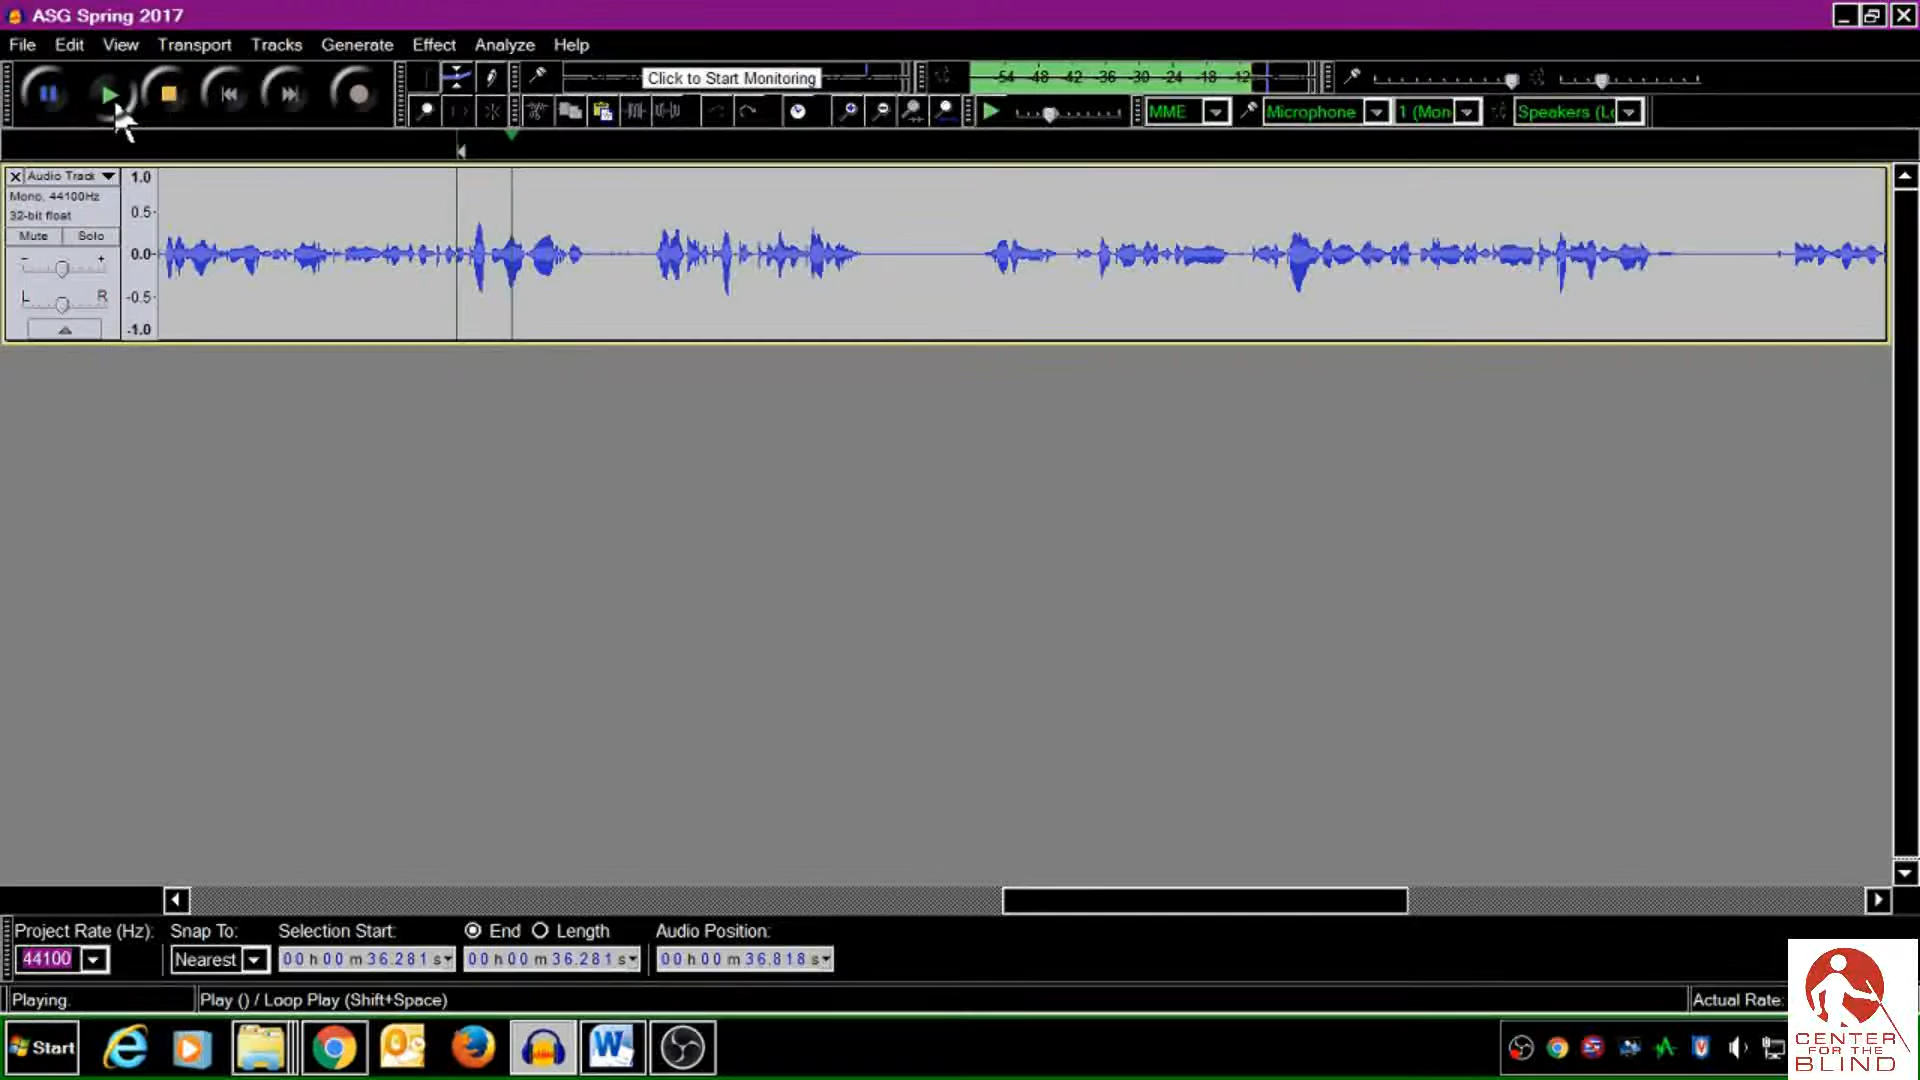 ASG Spring 2017
File Edit View Transport Tracks Generate Effect Analyze Help
Click to Start Monitoring
-54 -48 -42 -36 -30 -24 -18 -12
MME Microphone 1 (Mon Speakers (Lo
Audio Track 1.0
Mono, 44100Hz
32-bit float 0.5
Mute Solo
- + 0.0
L R -0.5
-1.0
Project Rate (Hz): Snap To: Selection Start: End Length Audio Position:
44100 Nearest 00 h 00 m 36.281 s 00 h 00 m 36.281 s 00 h 00 m 36.818 s
Playing. Play () / Loop Play (Shift+Space) Actual Rate:
Start
CENTER
FOR THE
BLIND